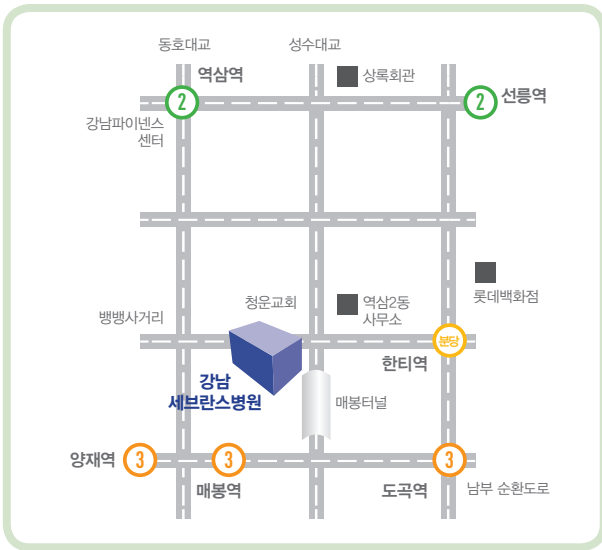 동호대교
성수대교
역삼역
상록회관
2
2
선릉역
강남파이넨스
센터
롯데백화점
청운교회
역삼2동
사무소
뱅뱅사거리
분당
한티역
강남
세브란스병원
매봉터널
양재역
3
3
3
매봉역
도곡역
남부 순환도로